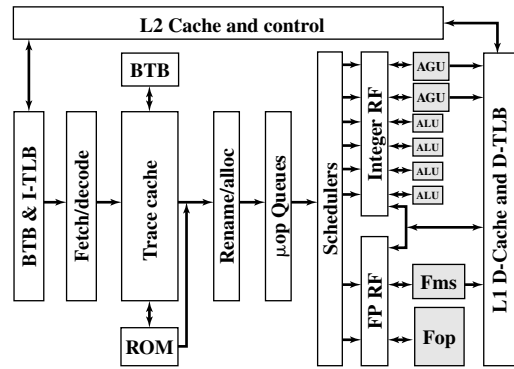 L2 Cache and control
BTB
BTB & I-TLB
Fetch/decode
Trace cache
ROM
Rename/alloc
µop Queues
Schedulers
Integer RF
FP RF
AGU
AGU
ALU
ALU
ALU
ALU
Fms
Fop
L1 D-Cache and D-TLB